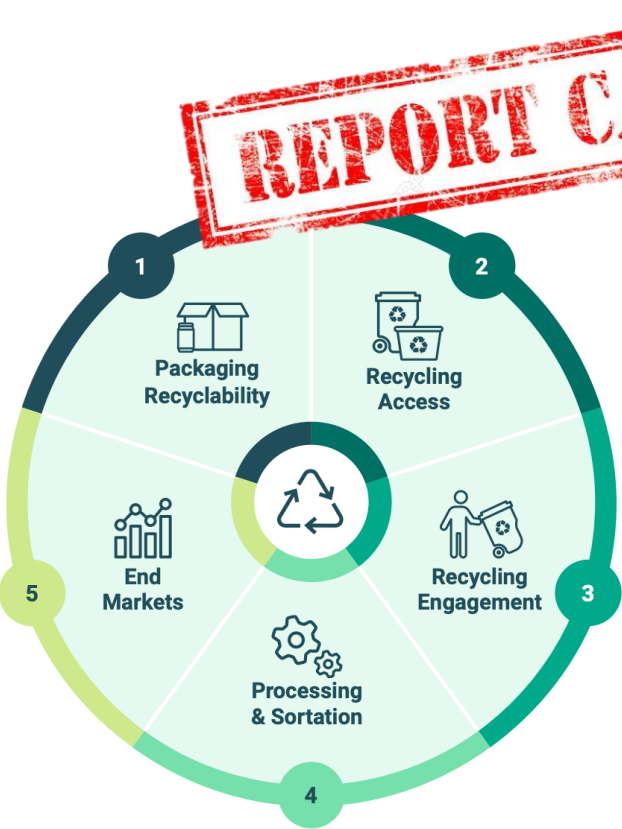 REPORT C
1
Packaging
Recyclability
2
Recycling
Access
3
Recycling
Engagement
4
Processing
& Sortation
5
End
Markets